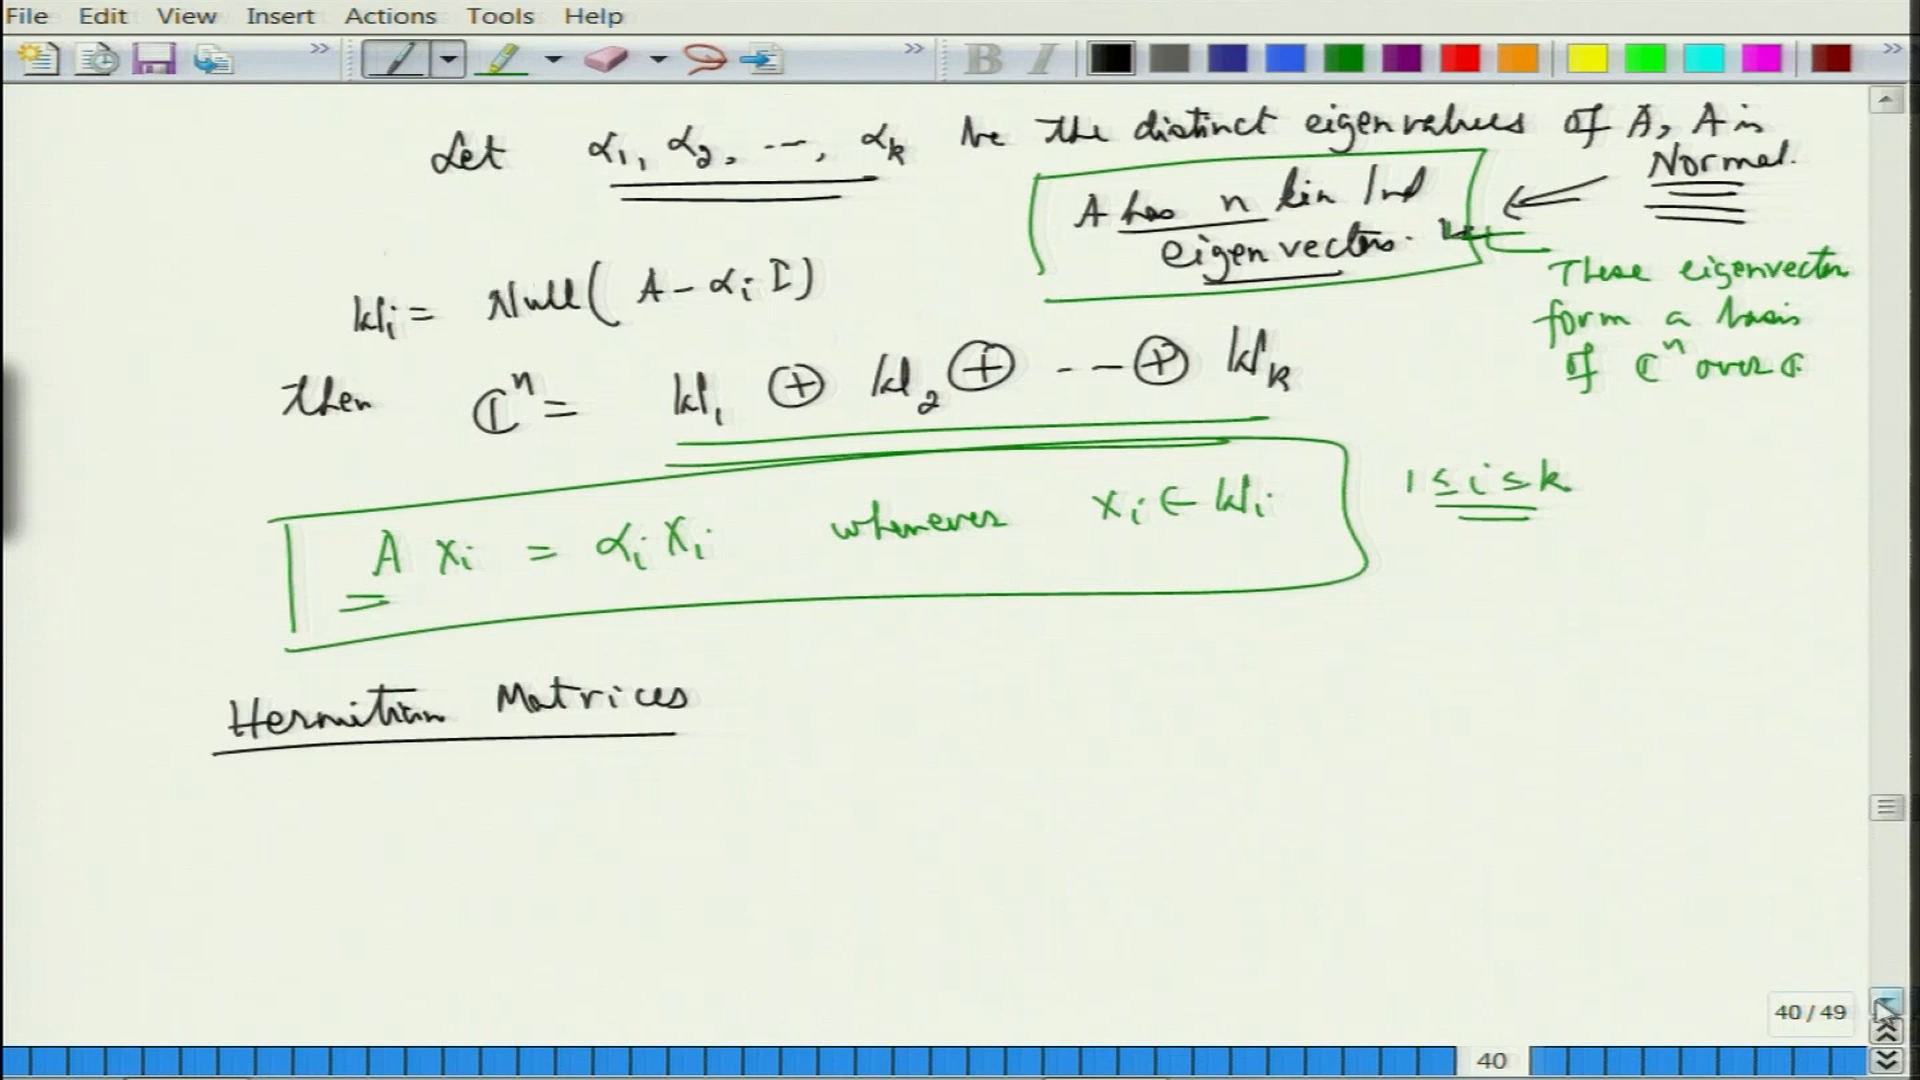 File Edit View Insert Actions Tools Help
Let α1, α2, ---, αk be the distinct eigenvalues of A, A is
Normal.
A has n lin Ind
eigenvectors.
These eigenvectors
form a basis
of ℂⁿ over ℂ
Wi = Null( A - αi I)
then ℂⁿ = W1 ⊕ W2 ⊕ --- ⊕ Wk
A xi = αi xi whenever xi ∈ Wi
1 ≤ i ≤ k
Hermitian Matrices
40 / 49
40